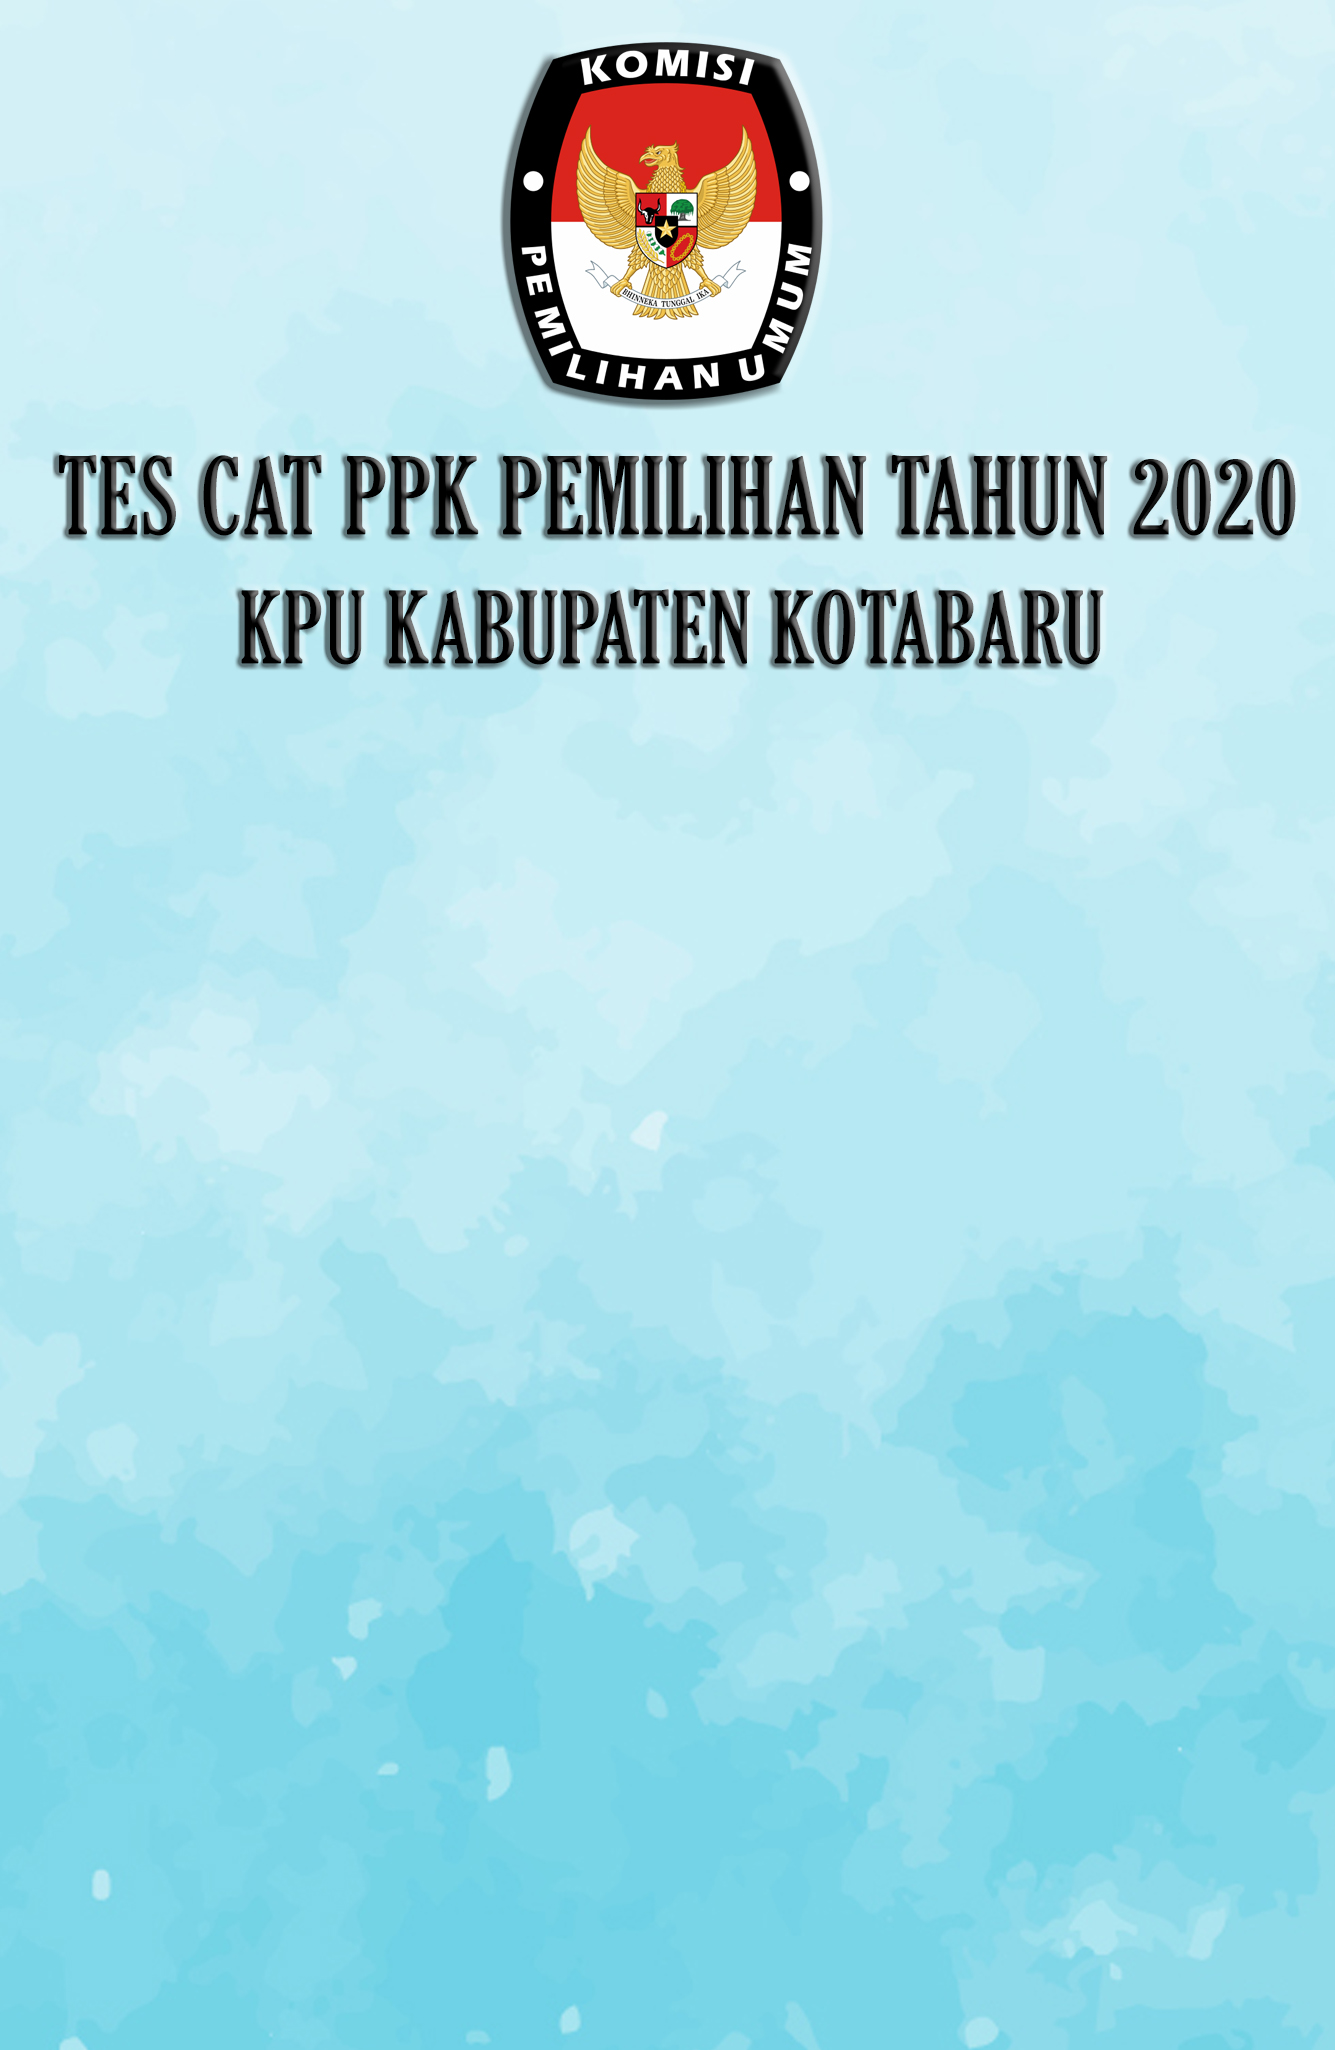 KOMISI
PEMILIHAN UMUM
BHINNEKA TUNGGAL IKA
TES CAT PPK PEMILIHAN TAHUN 2020
KPU KABUPATEN KOTABARU